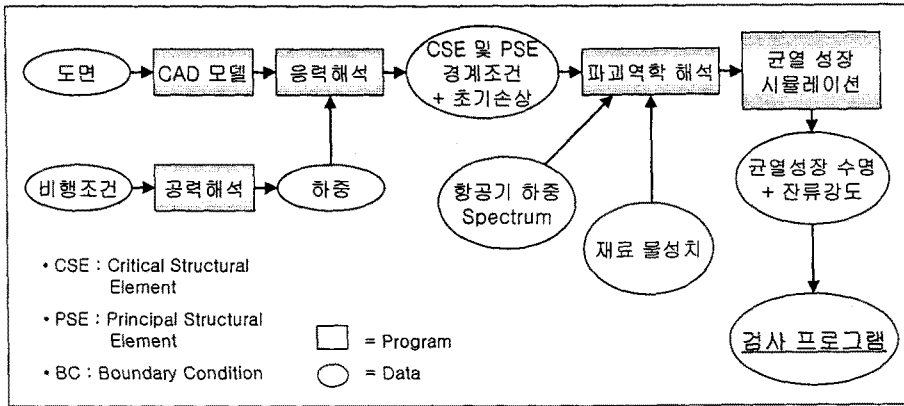 도면
CAD 모델
응력해석
CSE 및 PSE
경계조건
+ 초기손상
파괴역학 해석
균열 성장
시뮬레이션
비행조건
공력해석
하중
항공기 하중
Spectrum
재료 물성치
균열성장 수명
+ 잔류강도
검사 프로그램
• CSE : Critical Structural
Element
• PSE : Principal Structural
Element
• BC : Boundary Condition
= Program
= Data